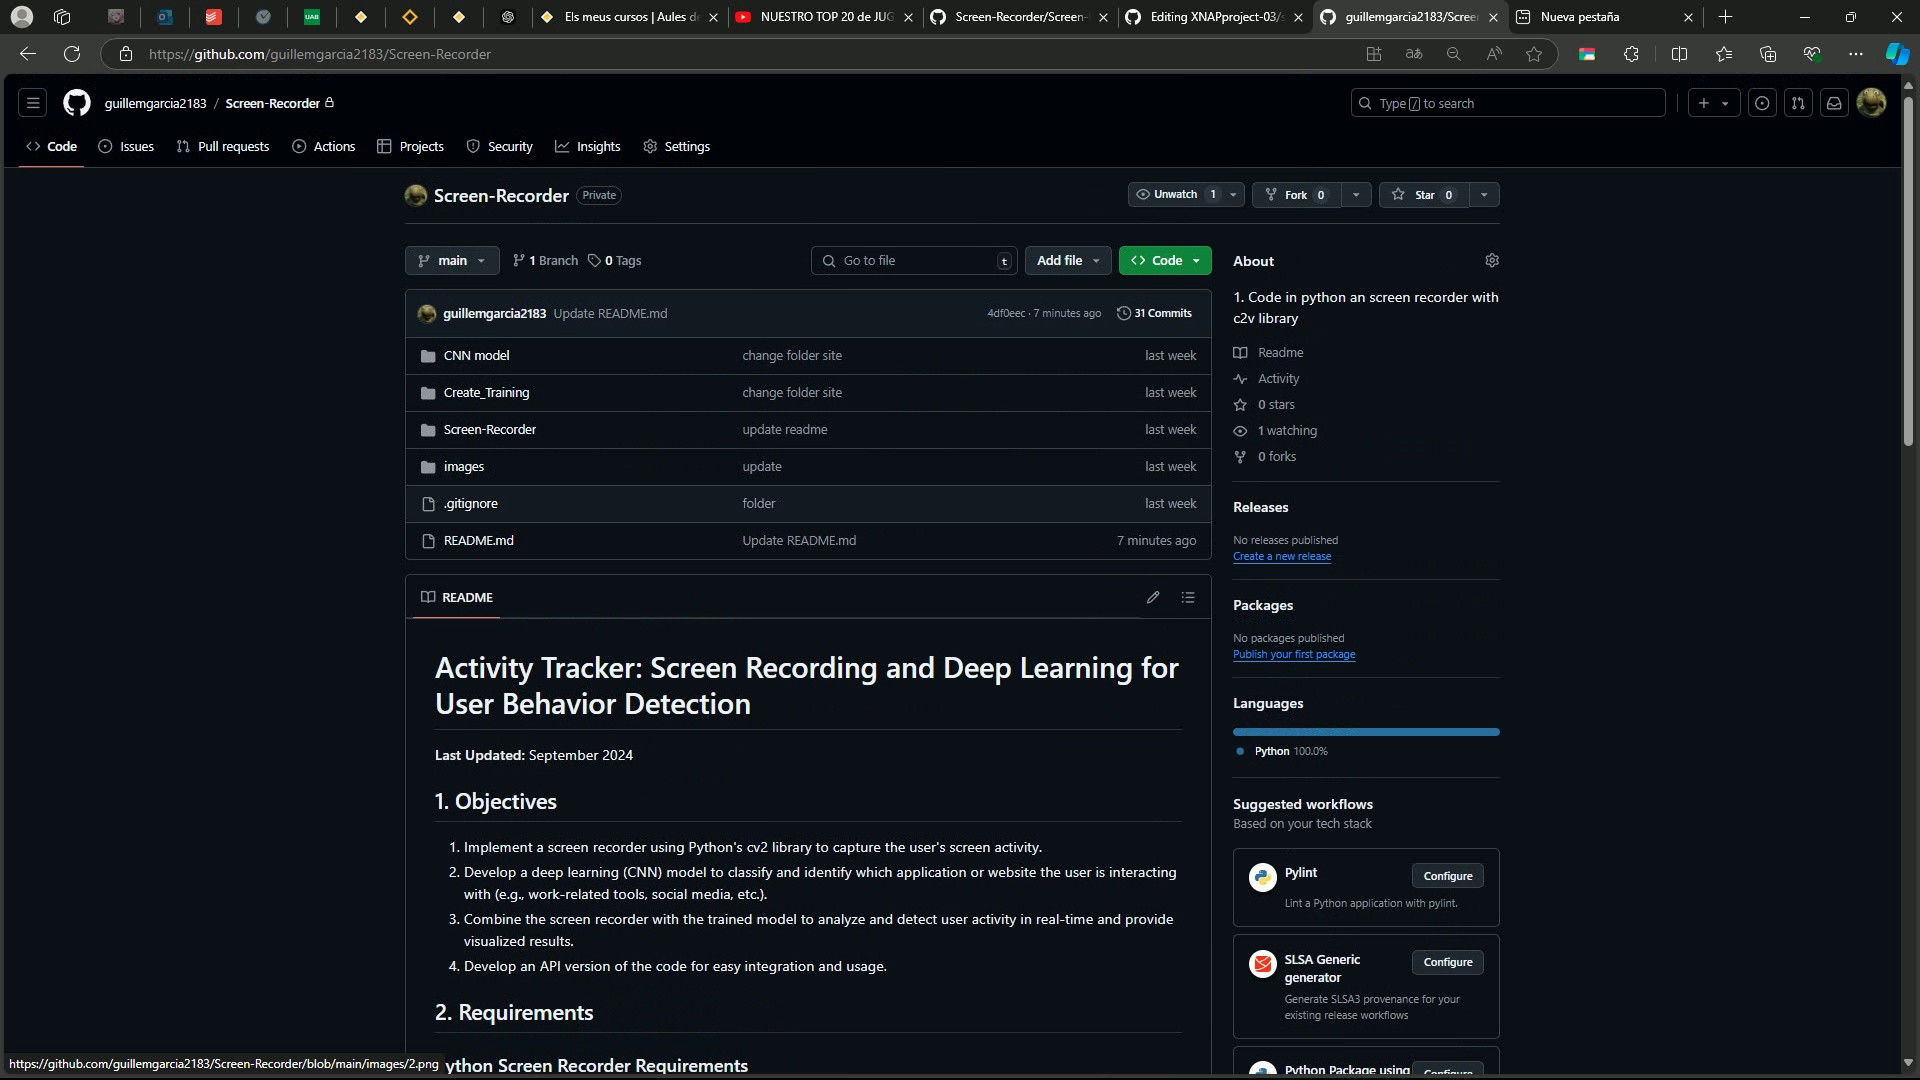 UAB
Els meus cursos | Aules de
NUESTRO TOP 20 de JUG
Screen-Recorder/Screen-
Editing XNAPproject-03/s
guillemgarcia2183/Screen
Nueva pestaña
https://github.com/guillemgarcia2183/Screen-Recorder
guillemgarcia2183 / Screen-Recorder
Type / to search
Code
Issues
Pull requests
Actions
Projects
Security
Insights
Settings
Screen-Recorder Private
Unwatch 1
Fork 0
Star 0
main
1 Branch
0 Tags
Go to file t
Add file
Code
guillemgarcia2183 Update README.md 4df0eec · 7 minutes ago 31 Commits
CNN model change folder site last week
Create_Training change folder site last week
Screen-Recorder update readme last week
images update last week
.gitignore folder last week
README.md Update README.md 7 minutes ago
README
Activity Tracker: Screen Recording and Deep Learning for
User Behavior Detection
Last Updated: September 2024
1. Objectives
1. Implement a screen recorder using Python's cv2 library to capture the user's screen activity.
2. Develop a deep learning (CNN) model to classify and identify which application or website the user is interacting
with (e.g., work-related tools, social media, etc.).
3. Combine the screen recorder with the trained model to analyze and detect user activity in real-time and provide
visualized results.
4. Develop an API version of the code for easy integration and usage.
2. Requirements
ython Screen Recorder Requirements
About
1. Code in python an screen recorder with
c2v library
Readme
Activity
0 stars
1 watching
0 forks
Releases
No releases published
Create a new release
Packages
No packages published
Publish your first package
Languages
Python 100.0%
Suggested workflows
Based on your tech stack
Pylint Configure
Lint a Python application with pylint.
SLSA Generic
generator Configure
Generate SLSA3 provenance for your
existing release workflows
Python Package using Configure
https://github.com/guillemgarcia2183/Screen-Recorder/blob/main/images/2.png